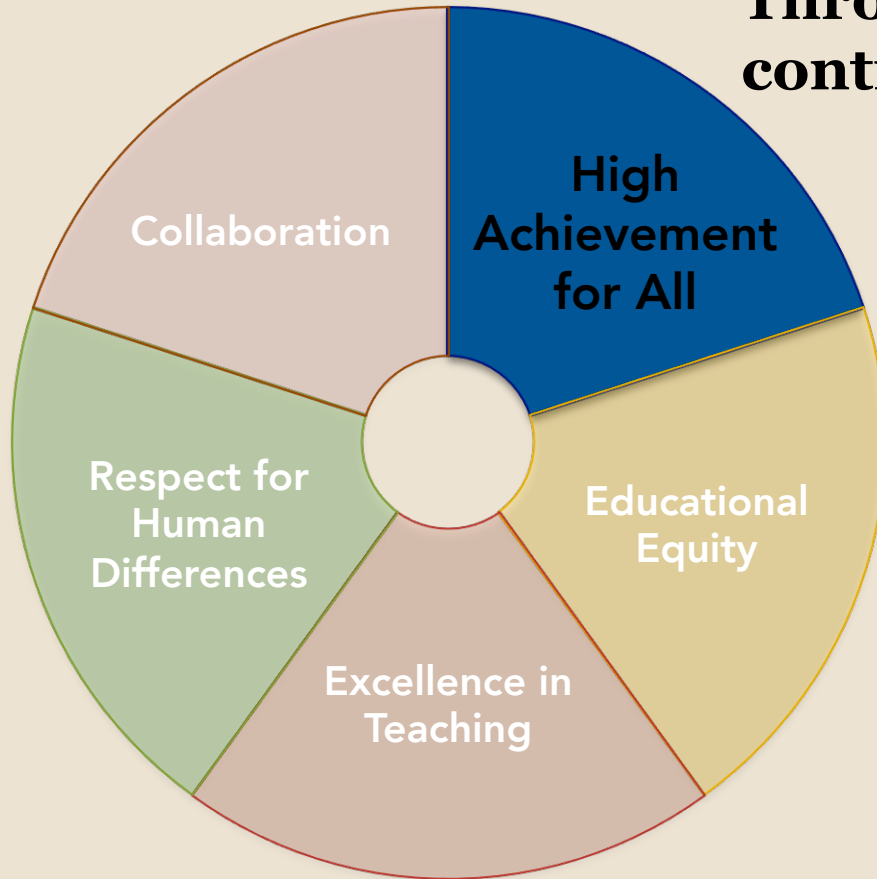 High
Achievement
for All
Collaboration
Respect for
Human
Differences
Educational
Equity
Excellence in
Teaching